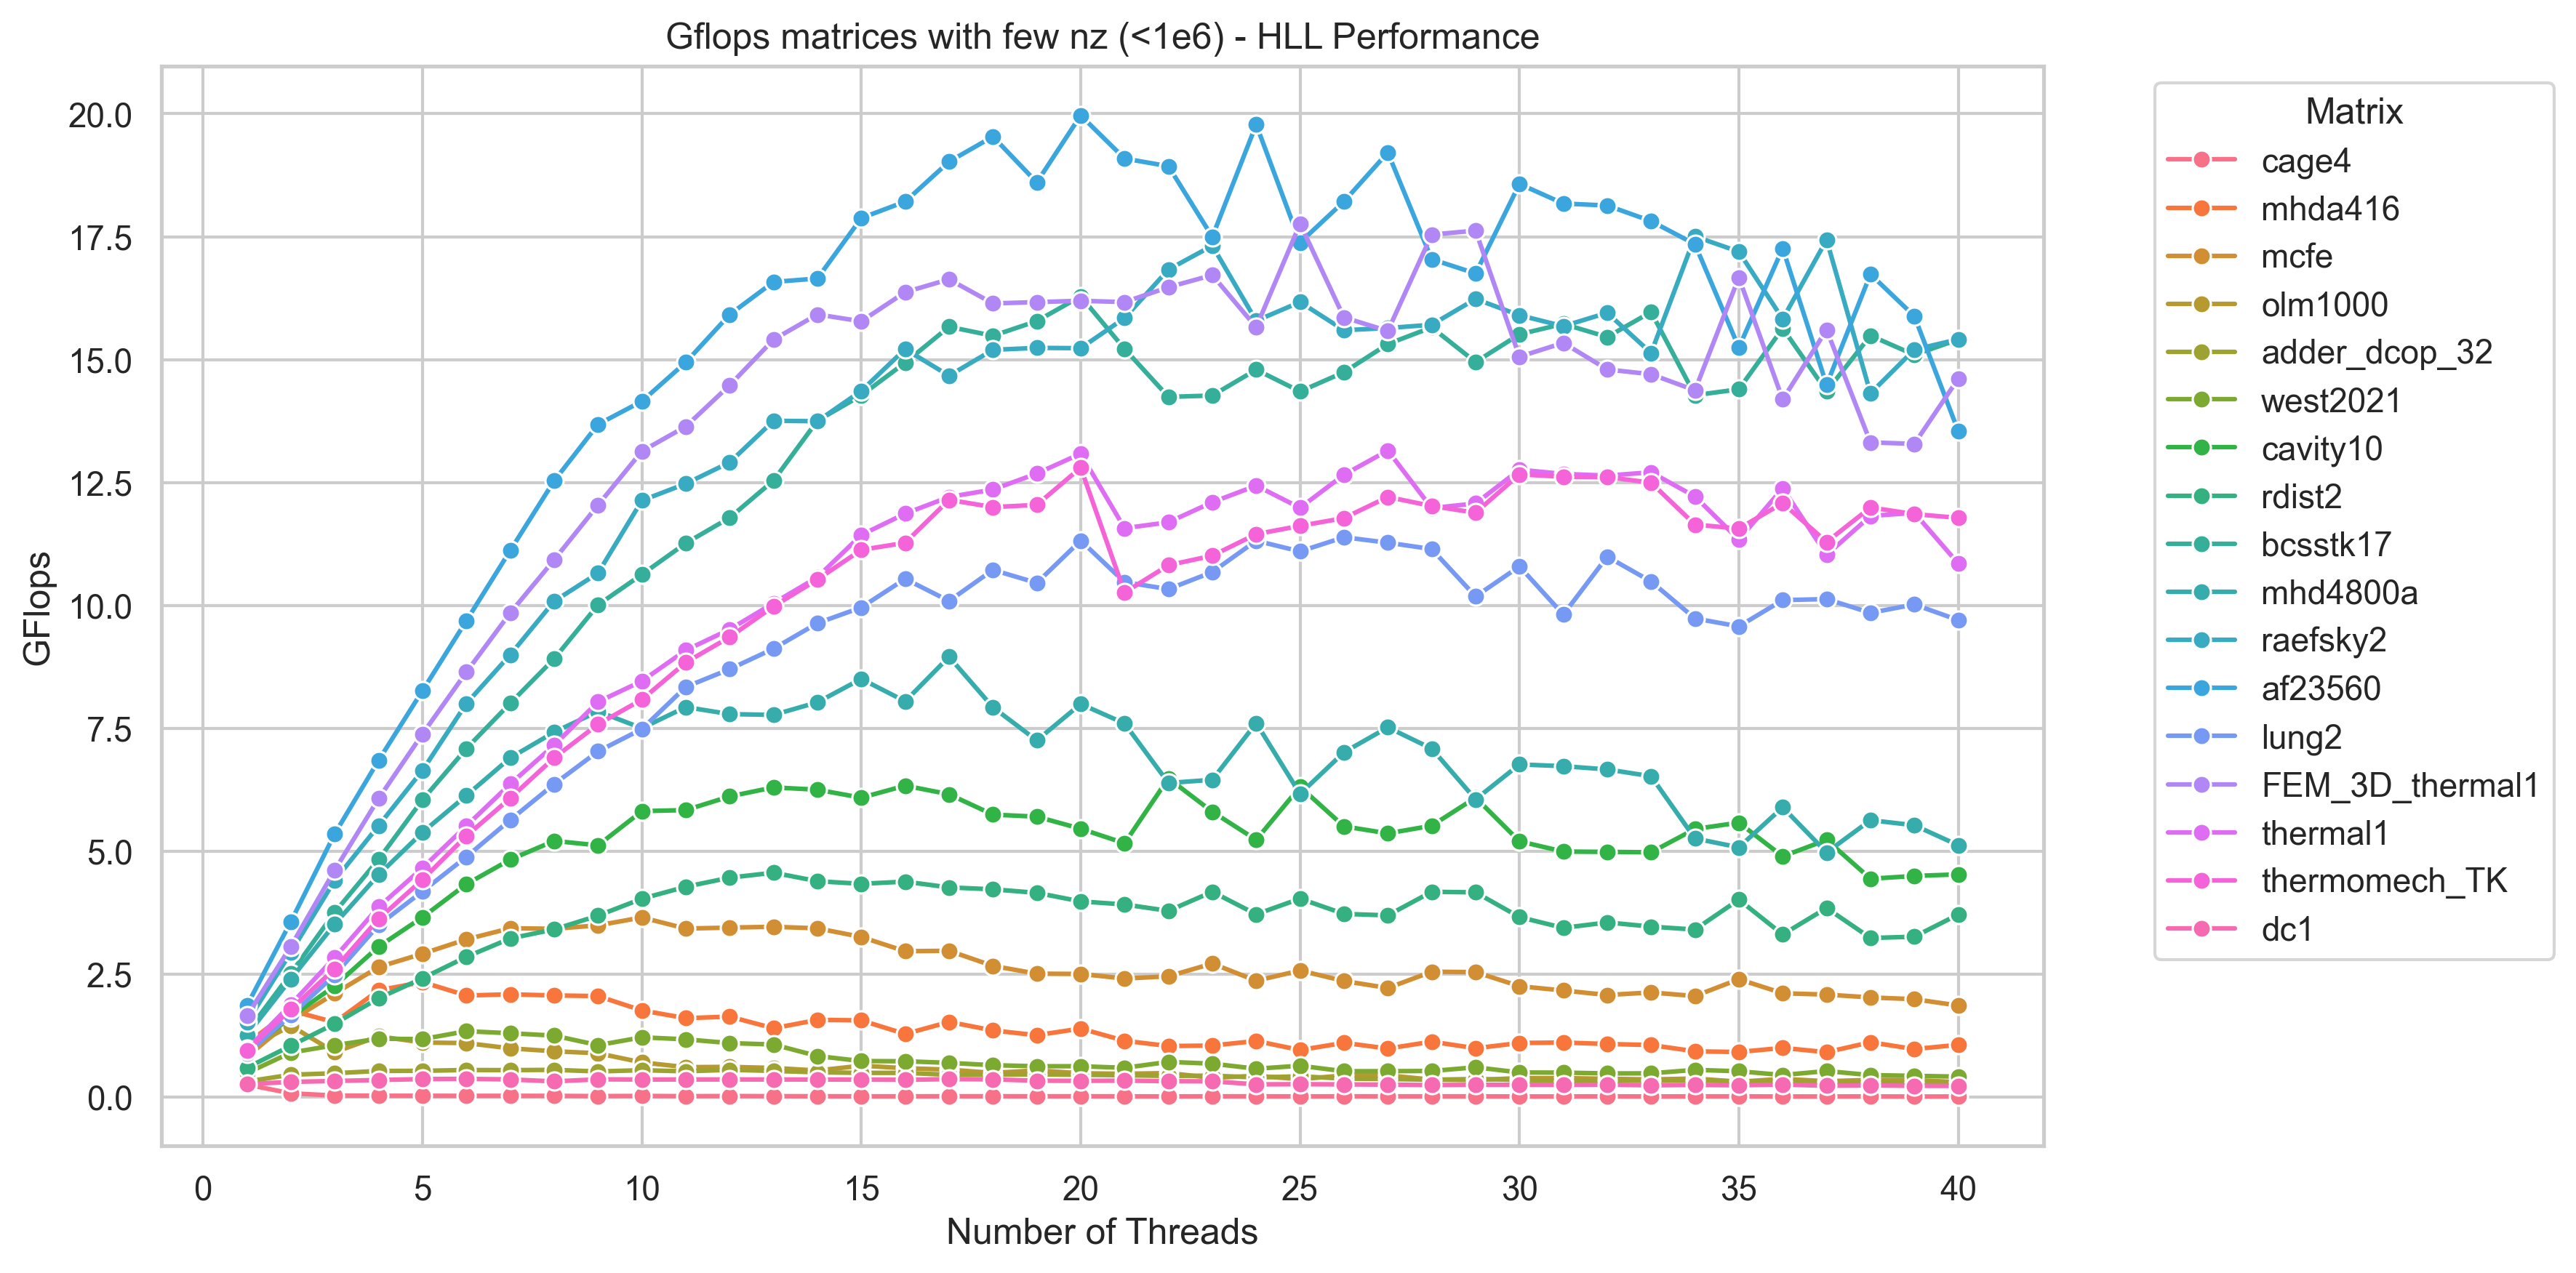 Gflops matrices with few nz (<1e6) - HLL Performance
20.0
17.5
15.0
12.5
10.0
7.5
5.0
2.5
0.0
GFlops
0 5 10 15 20 25 30 35 40
Number of Threads
Matrix
cage4
mhda416
mcfe
olm1000
adder_dcop_32
west2021
cavity10
rdist2
bcsstk17
mhd4800a
raefsky2
af23560
lung2
FEM_3D_thermal1
thermal1
thermomech_TK
dc1